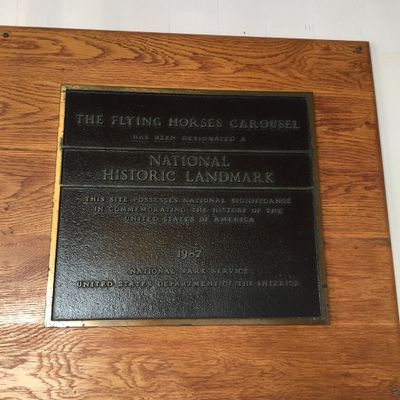 THE FLYING HORSES CAROUSEL
HAS BEEN DESIGNATED A
NATIONAL
HISTORIC LANDMARK
THIS SITE POSSESSES NATIONAL SIGNIFICANCE
IN COMMEMORATING THE HISTORY OF THE
UNITED STATES OF AMERICA
1987
NATIONAL PARK SERVICE
UNITED STATES DEPARTMENT OF THE INTERIOR